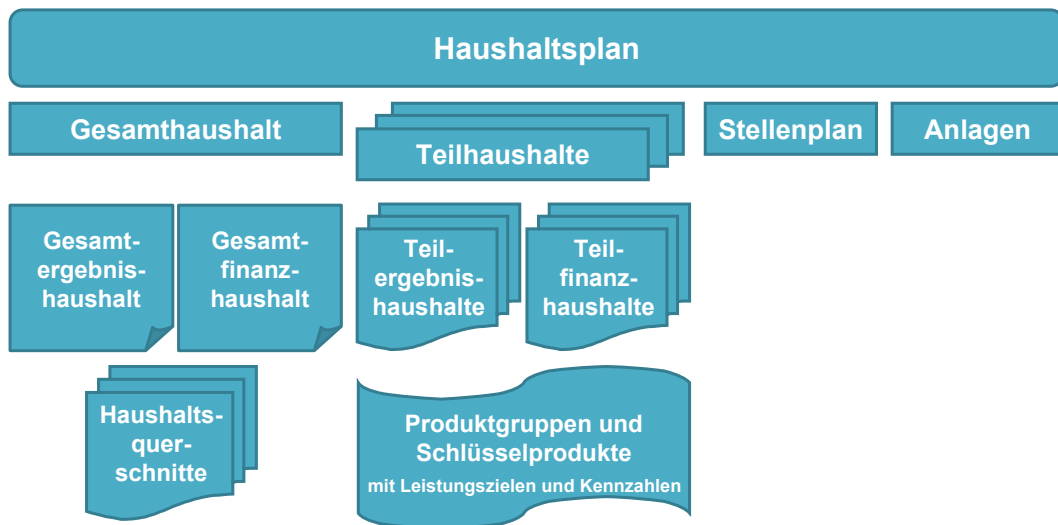 Haushaltsplan
Gesamthaushalt
Teilhaushalte
Stellenplan
Anlagen
Gesamt-
ergebnis-
haushalt
Gesamt-
finanz-
haushalt
Teil-
ergebnis-
haushalte
Teil-
finanz-
haushalte
Haushalts-
quer-
schnitte
Produktgruppen und
Schlüsselprodukte
mit Leistungszielen und Kennzahlen